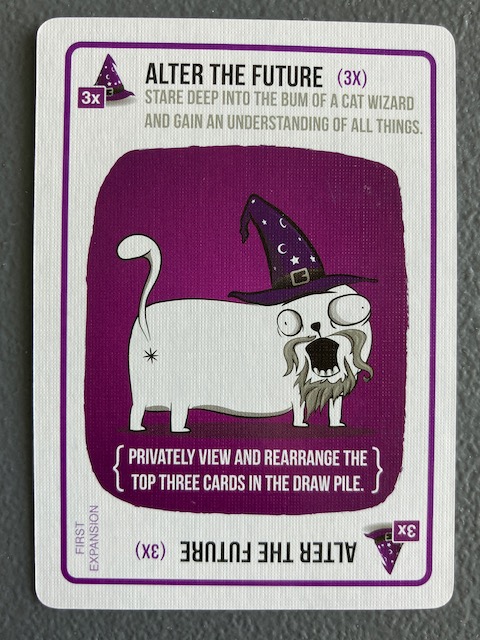 3x
ALTER THE FUTURE (3X)
STARE DEEP INTO THE BUM OF A CAT WIZARD
AND GAIN AN UNDERSTANDING OF ALL THINGS.
{ PRIVATELY VIEW AND REARRANGE THE
TOP THREE CARDS IN THE DRAW PILE. }
FIRST
EXPANSION
ALTER THE FUTURE (3X)
3x